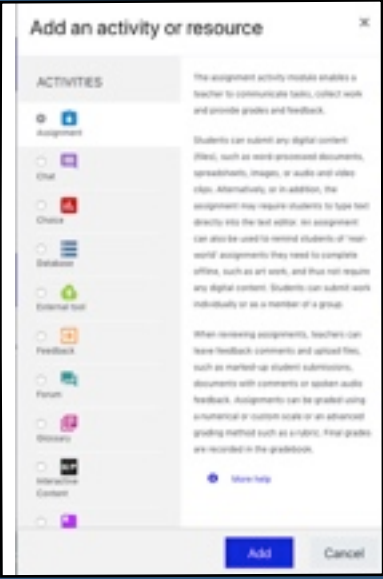 Add an activity or resource
×
ACTIVITIES
Assignment
Chat
Choice
Database
External tool
Feedback
Forum
Glossary
Interactive
Content
The assignment activity module enables a
teacher to communicate tasks, collect work
and provide grades and feedback.
Students can submit any digital content
(files), such as word-processed documents,
spreadsheets, images, or audio and video
clips. Alternatively, or in addition, the
assignment may require students to type text
directly into the text editor. An assignment
can also be used to remind students of 'real-
world' assignments they need to complete
offline, such as art work, and thus not require
any digital content. Students can submit work
individually or as a member of a group.
When reviewing assignments, teachers can
leave feedback comments and upload files,
such as marked-up student submissions,
documents with comments or spoken audio
feedback. Assignments can be graded using
a numerical or custom scale or an advanced
grading method such as a rubric. Final grades
are recorded in the gradebook.
More help
Add
Cancel